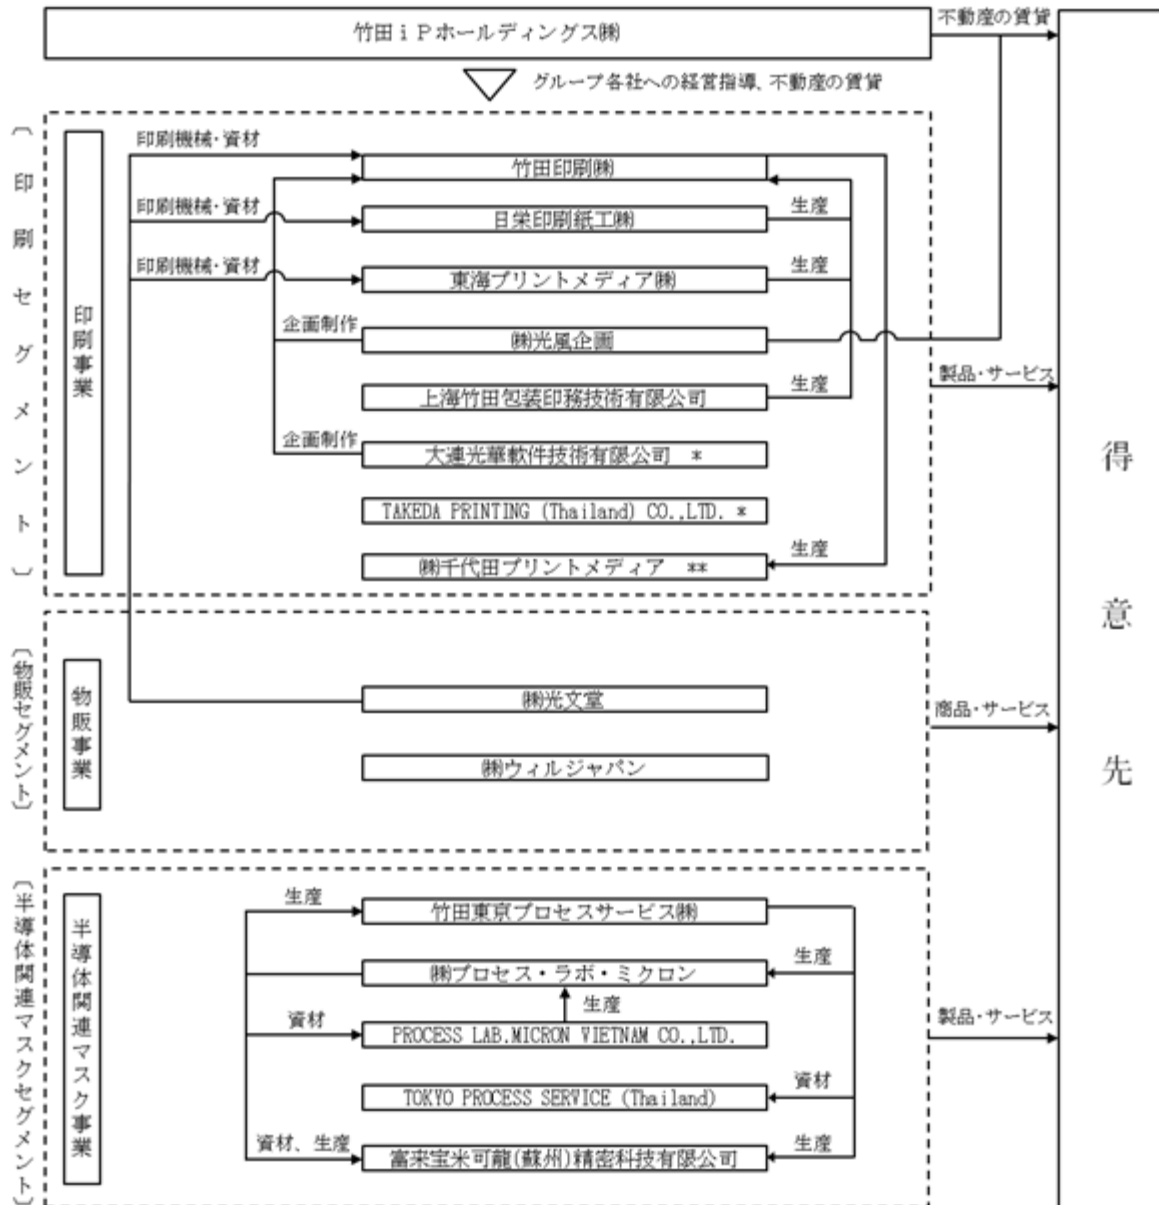 竹田ｉＰホールディングス㈱
不動産の賃貸
グループ各社への経営指導、不動産の賃貸
〔印刷セグメント〕
印刷事業
印刷機械・資材
竹田印刷㈱
印刷機械・資材
日栄印刷紙工㈱
生産
印刷機械・資材
東海プリントメディア㈱
生産
企画制作
㈱光風企画
上海竹田包装印務技術有限公司
生産
製品・サービス
企画制作
大連光華軟件技術有限公司 *
TAKEDA PRINTING (Thailand) CO.,LTD. *
㈱千代田プリントメディア **
生産
得意先
〔物販セグメント〕
物販事業
㈱光文堂
商品・サービス
㈱ウィルジャパン
〔半導体関連マスクセグメント〕
半導体関連マスク事業
生産
竹田東京プロセスサービス㈱
㈱プロセス・ラボ・ミクロン
生産
生産
資材
PROCESS LAB.MICRON VIETNAM CO.,LTD.
製品・サービス
TOKYO PROCESS SERVICE (Thailand)
資材
資材、生産
富来宝米可龍(蘇州)精密科技有限公司
生産